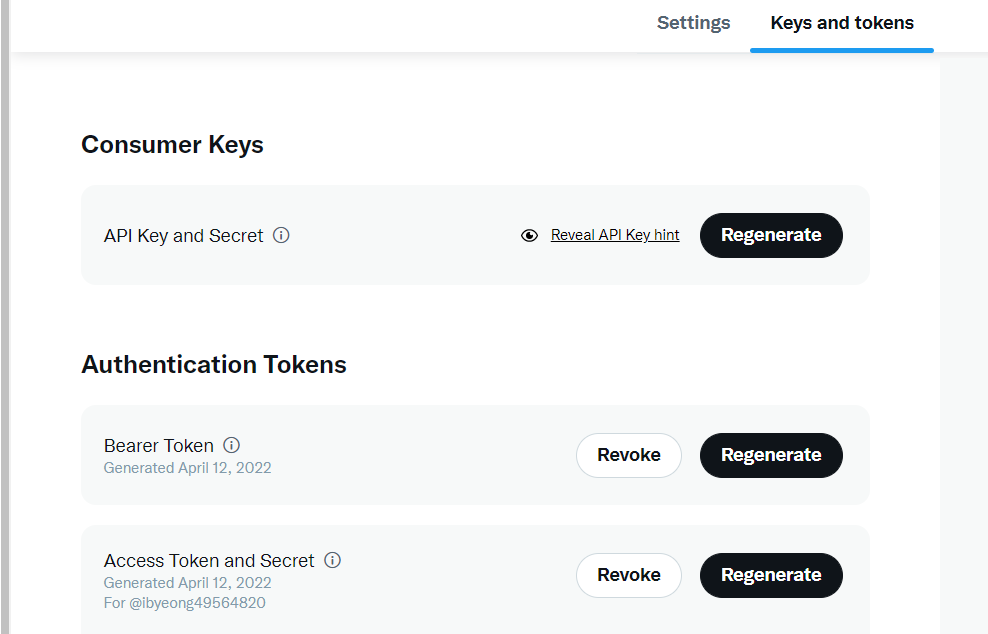 Settings
Keys and tokens
Consumer Keys
API Key and Secret
Reveal API Key hint
Regenerate
Authentication Tokens
Bearer Token
Generated April 12, 2022
Revoke
Regenerate
Access Token and Secret
Generated April 12, 2022
For @ibyeong49564820
Revoke
Regenerate